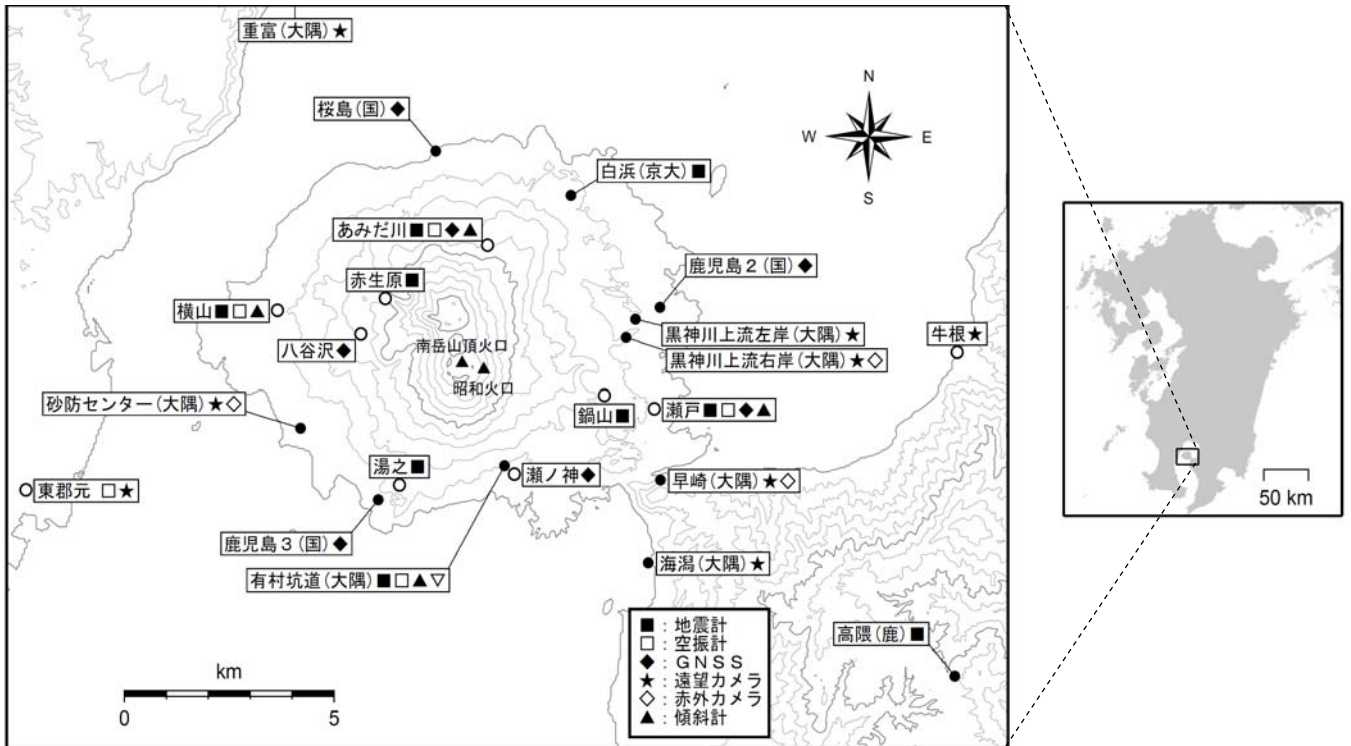 重富(大隅)★
桜島(国)◆
N
W
E
S
白浜(京大)■
あみだ川■□◆▲
鹿児島2(国)◆
赤生原■
横山■□▲
黒神川上流左岸(大隅)★
八谷沢◆
南岳山頂火口
黒神川上流右岸(大隅)★◇
牛根★
昭和火口
砂防センター(大隅)★◇
鍋山■
瀬戸■□◆▲
湯之■
瀬ノ神◆
早崎(大隅)★◇
東郡元 □★
鹿児島3(国)◆
有村坑道(大隅)■□▲▽
海潟(大隅)★
高隈(鹿)■
■:地震計
□:空振計
◆:GNSS
★:遠望カメラ
◇:赤外カメラ
▲:傾斜計
km
0
5
50 km